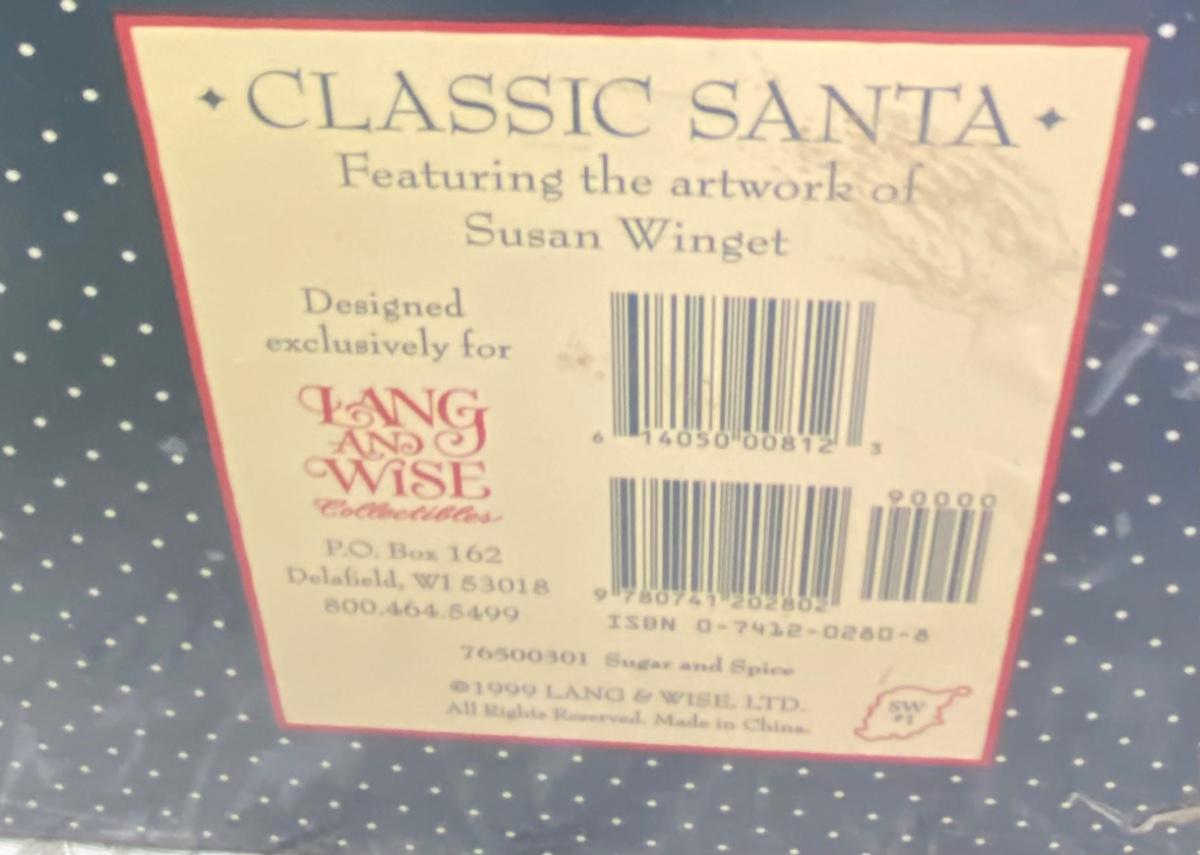 CLASSIC SANTA
Featuring the artwork of
Susan Winget
Designed
exclusively for
LANG
AND
WISE
Collectibles
P.O. Box 162
Delafield, WI 53018
800.464.5499
6 14050 00812 3
90000
9 780741 202802
ISBN 0-7412-0280-8
76500301 Sugar and Spice
©1999 LANG & WISE, LTD.
All Rights Reserved. Made in China.
SW
#1